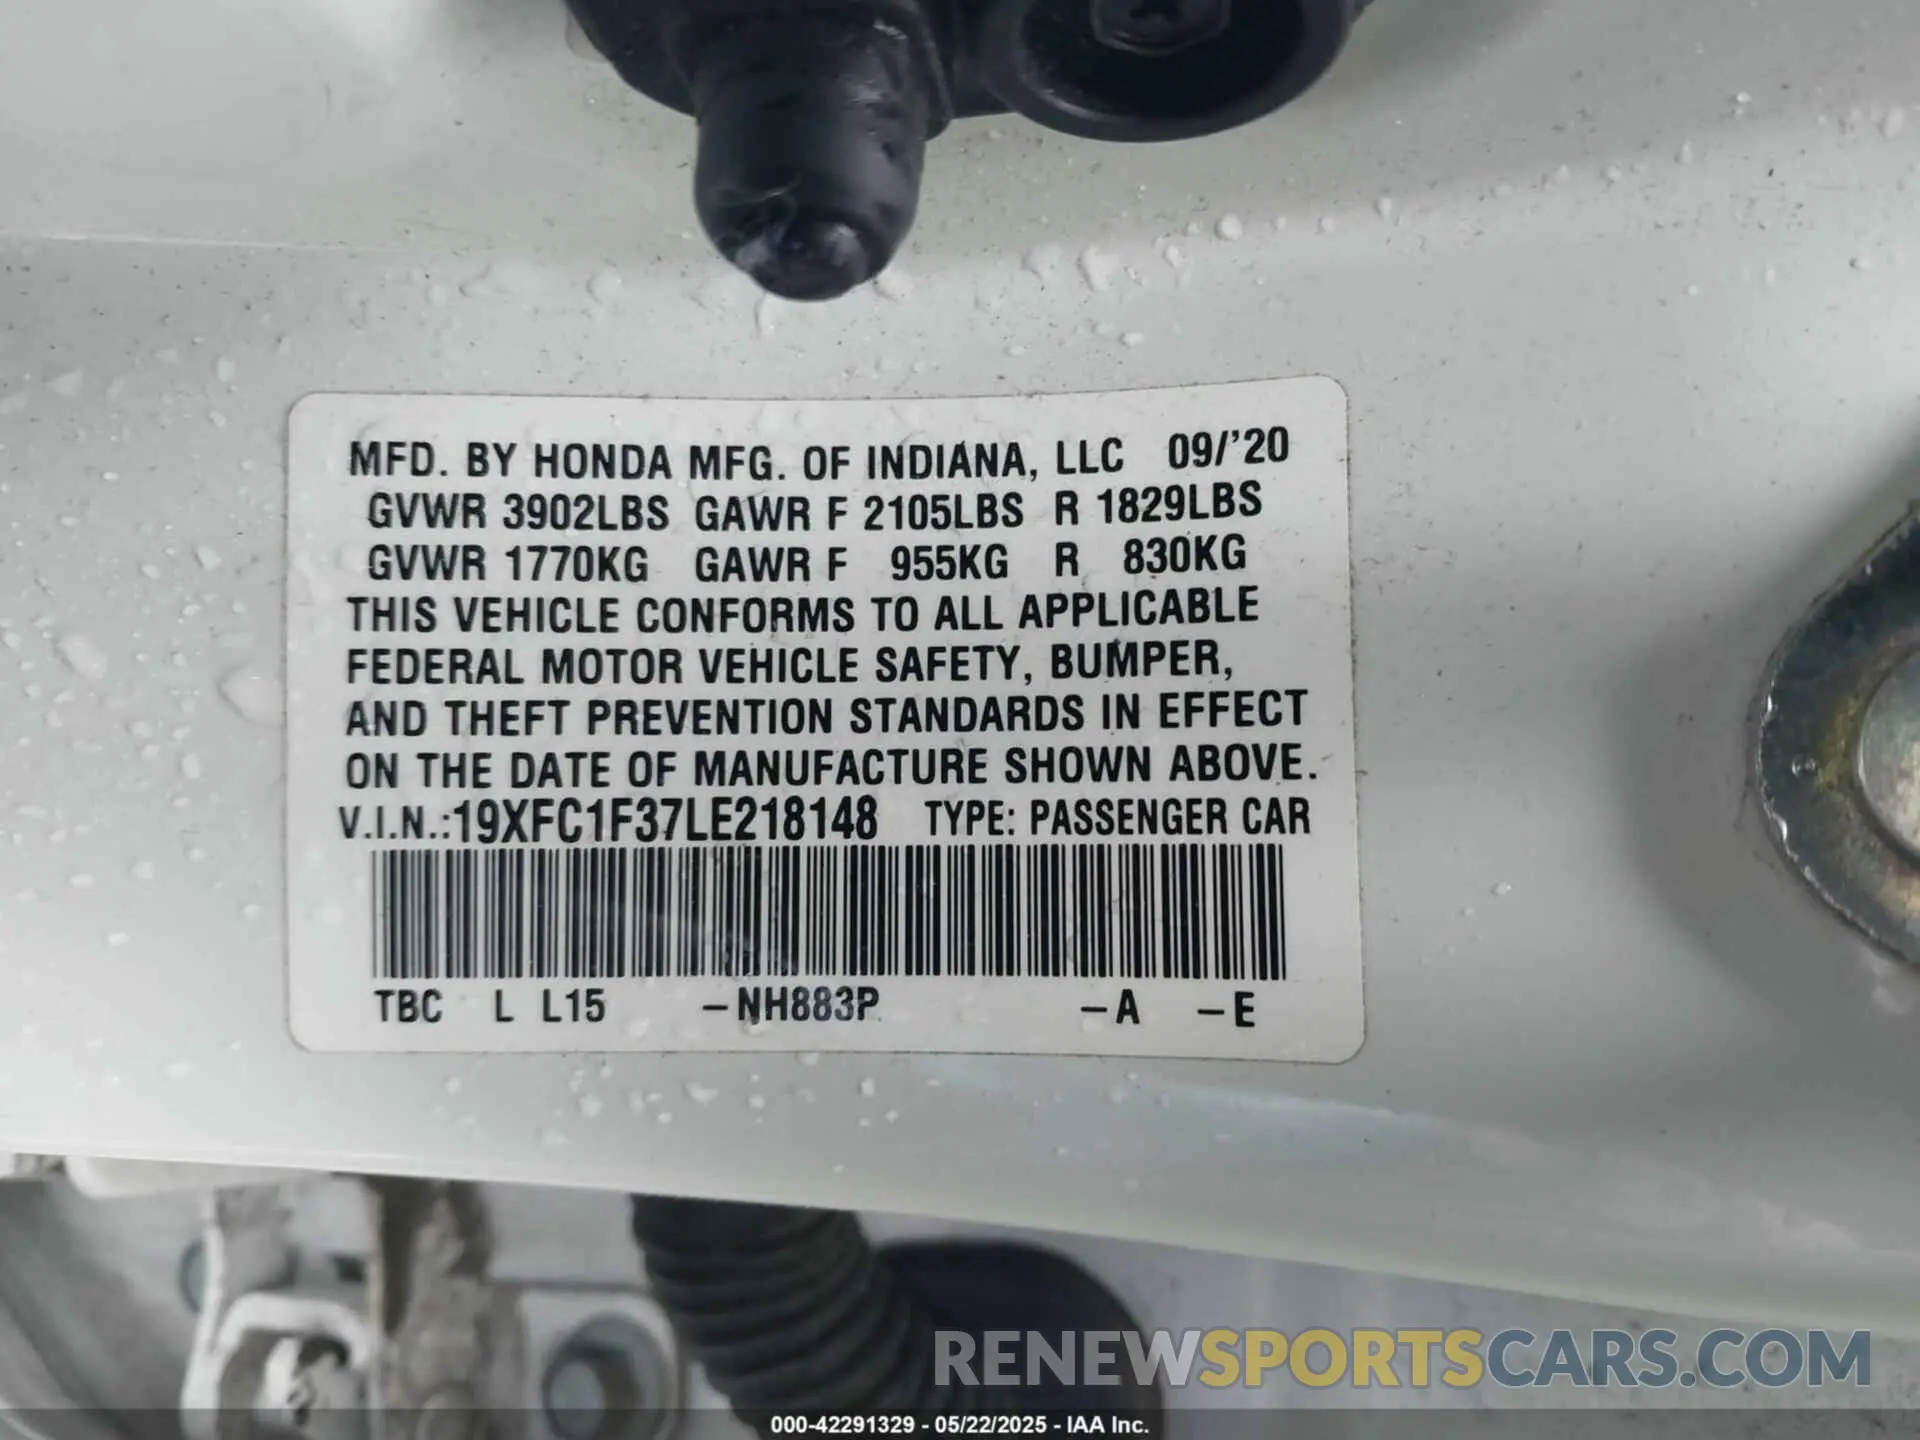 MFD. BY HONDA MFG. OF INDIANA, LLC 09/'20
GVWR 3902LBS GAWR F 2105LBS R 1829LBS
GVWR 1770KG GAWR F 955KG R 830KG
THIS VEHICLE CONFORMS TO ALL APPLICABLE
FEDERAL MOTOR VEHICLE SAFETY, BUMPER,
AND THEFT PREVENTION STANDARDS IN EFFECT
ON THE DATE OF MANUFACTURE SHOWN ABOVE.
V.I.N.:19XFC1F37LE218148 TYPE: PASSENGER CAR
TBC L L15 -NH883P -A -E
RENEWSPORTSCARS.COM
000-42291329 - 05/22/2025 - IAA Inc.